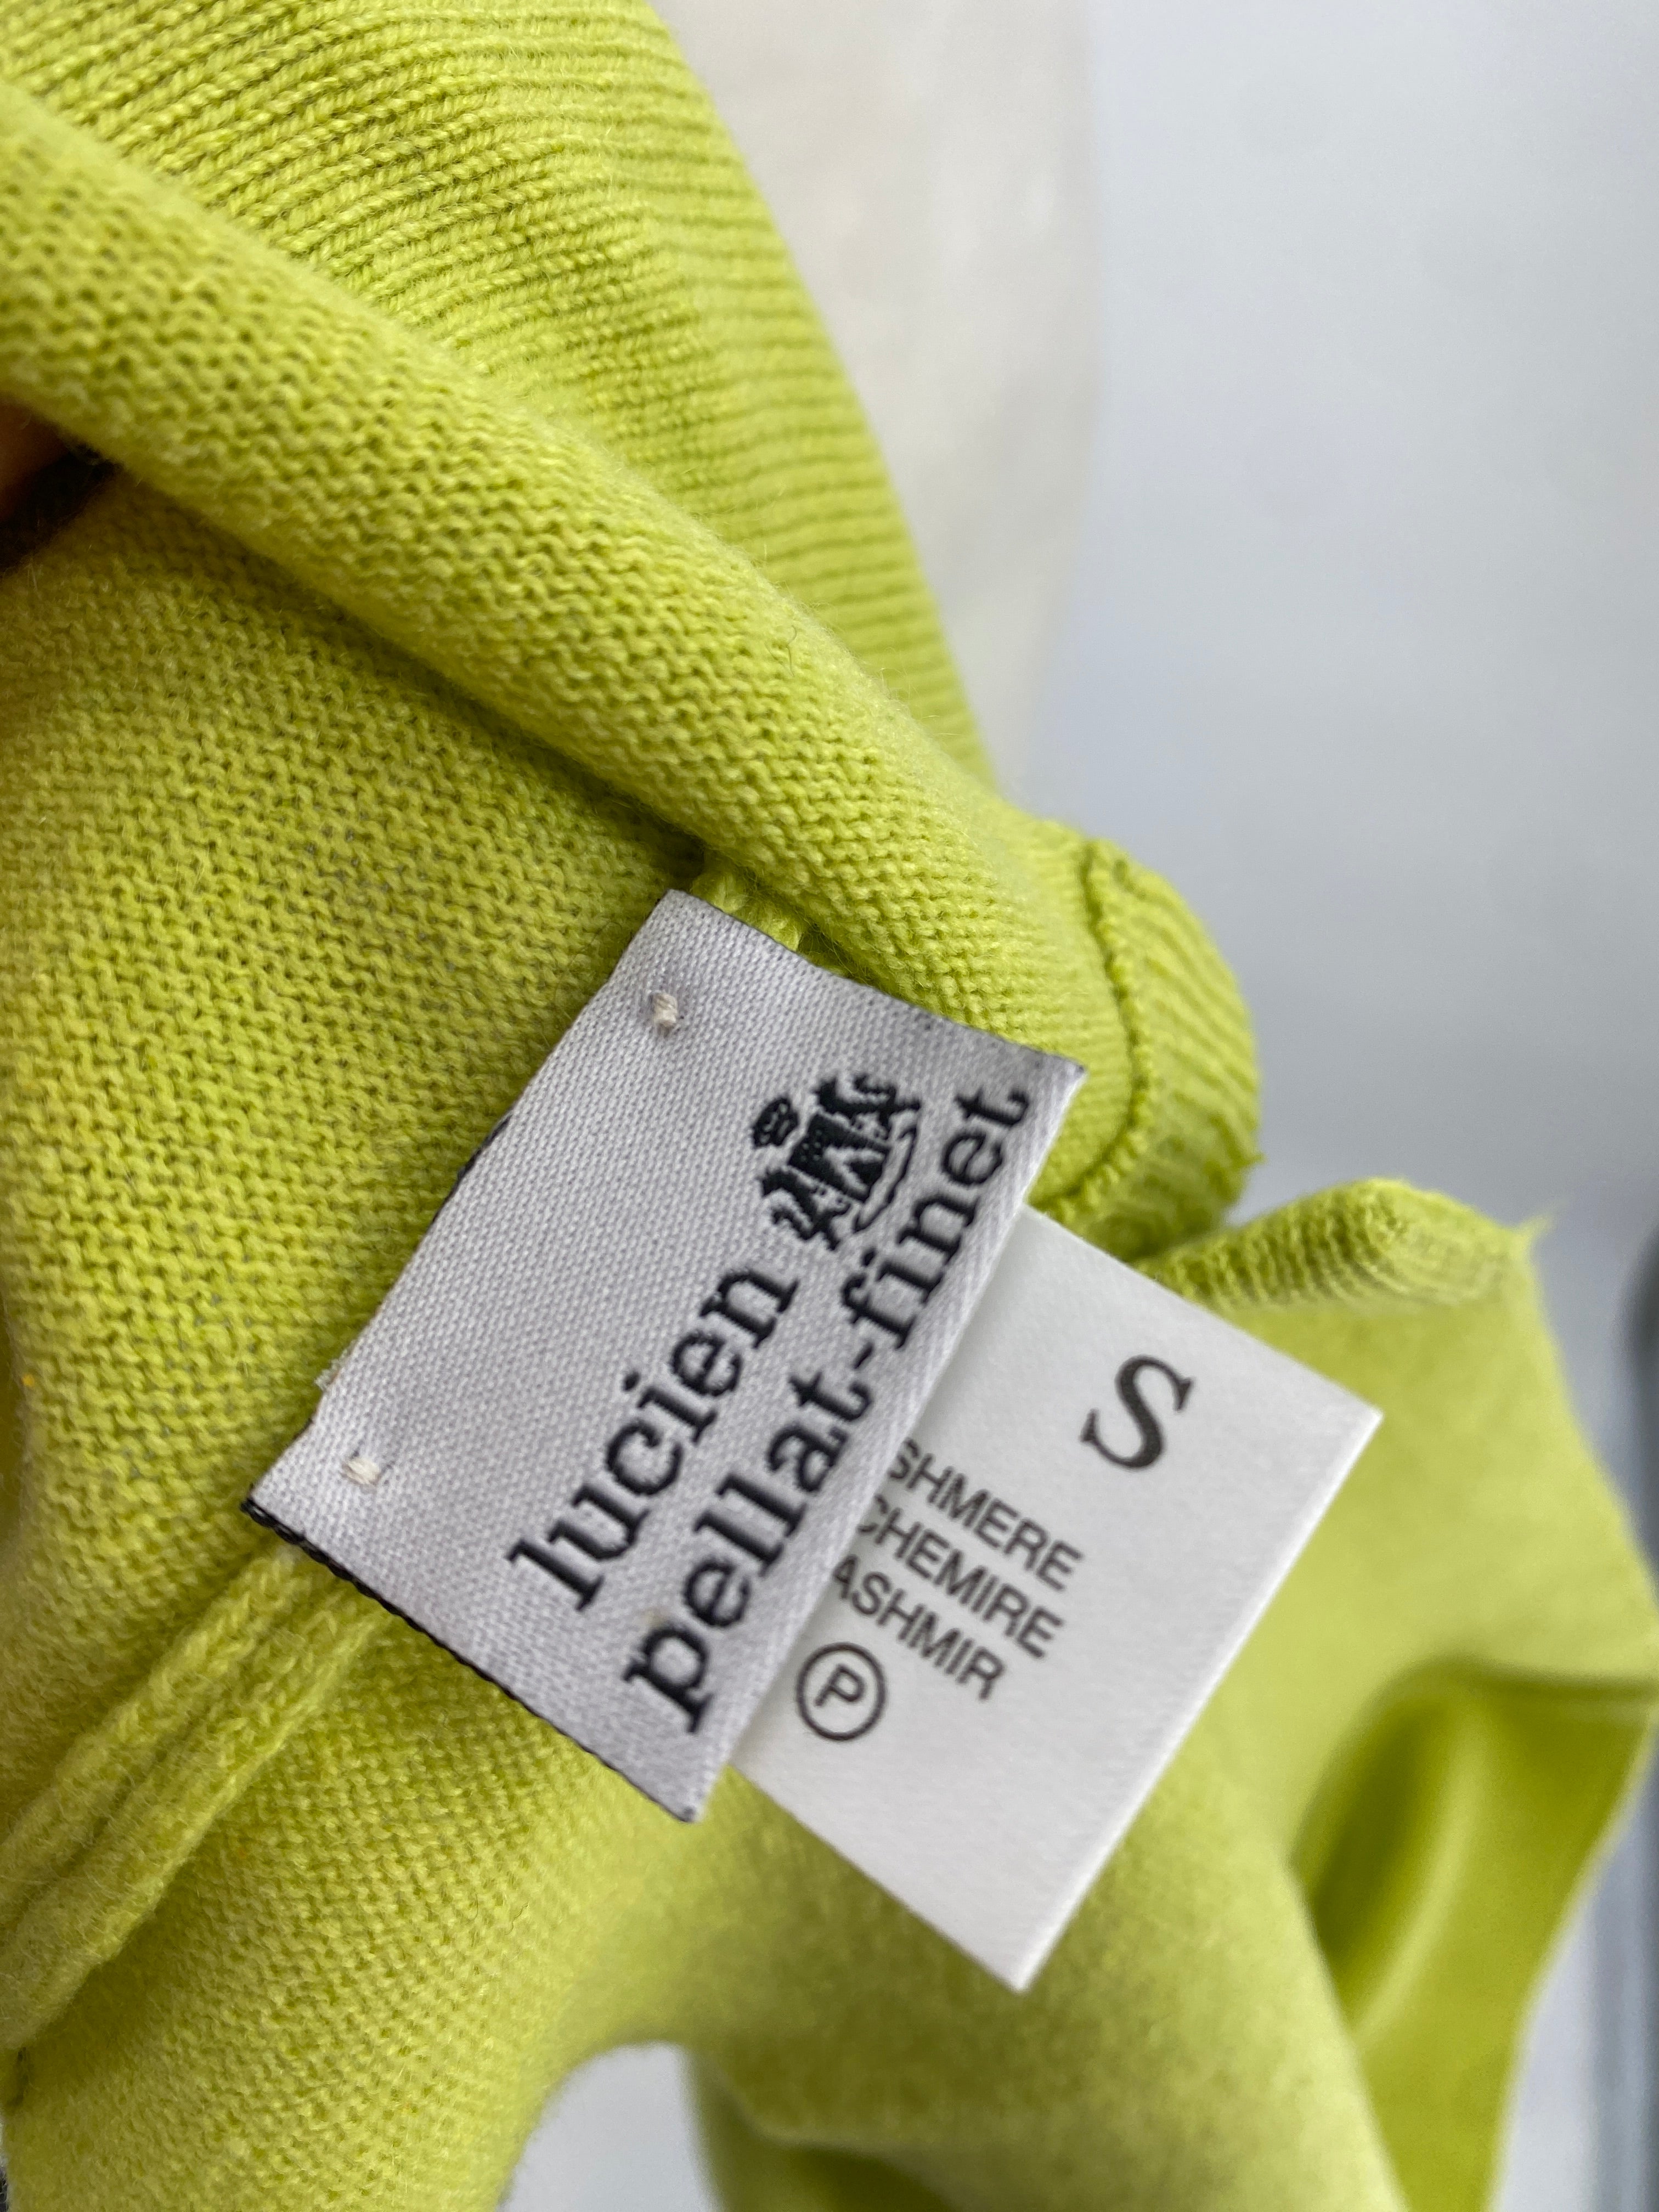 lucien
pellat-finet
S
SHMERE
CHEMIRE
ASHMIR
P